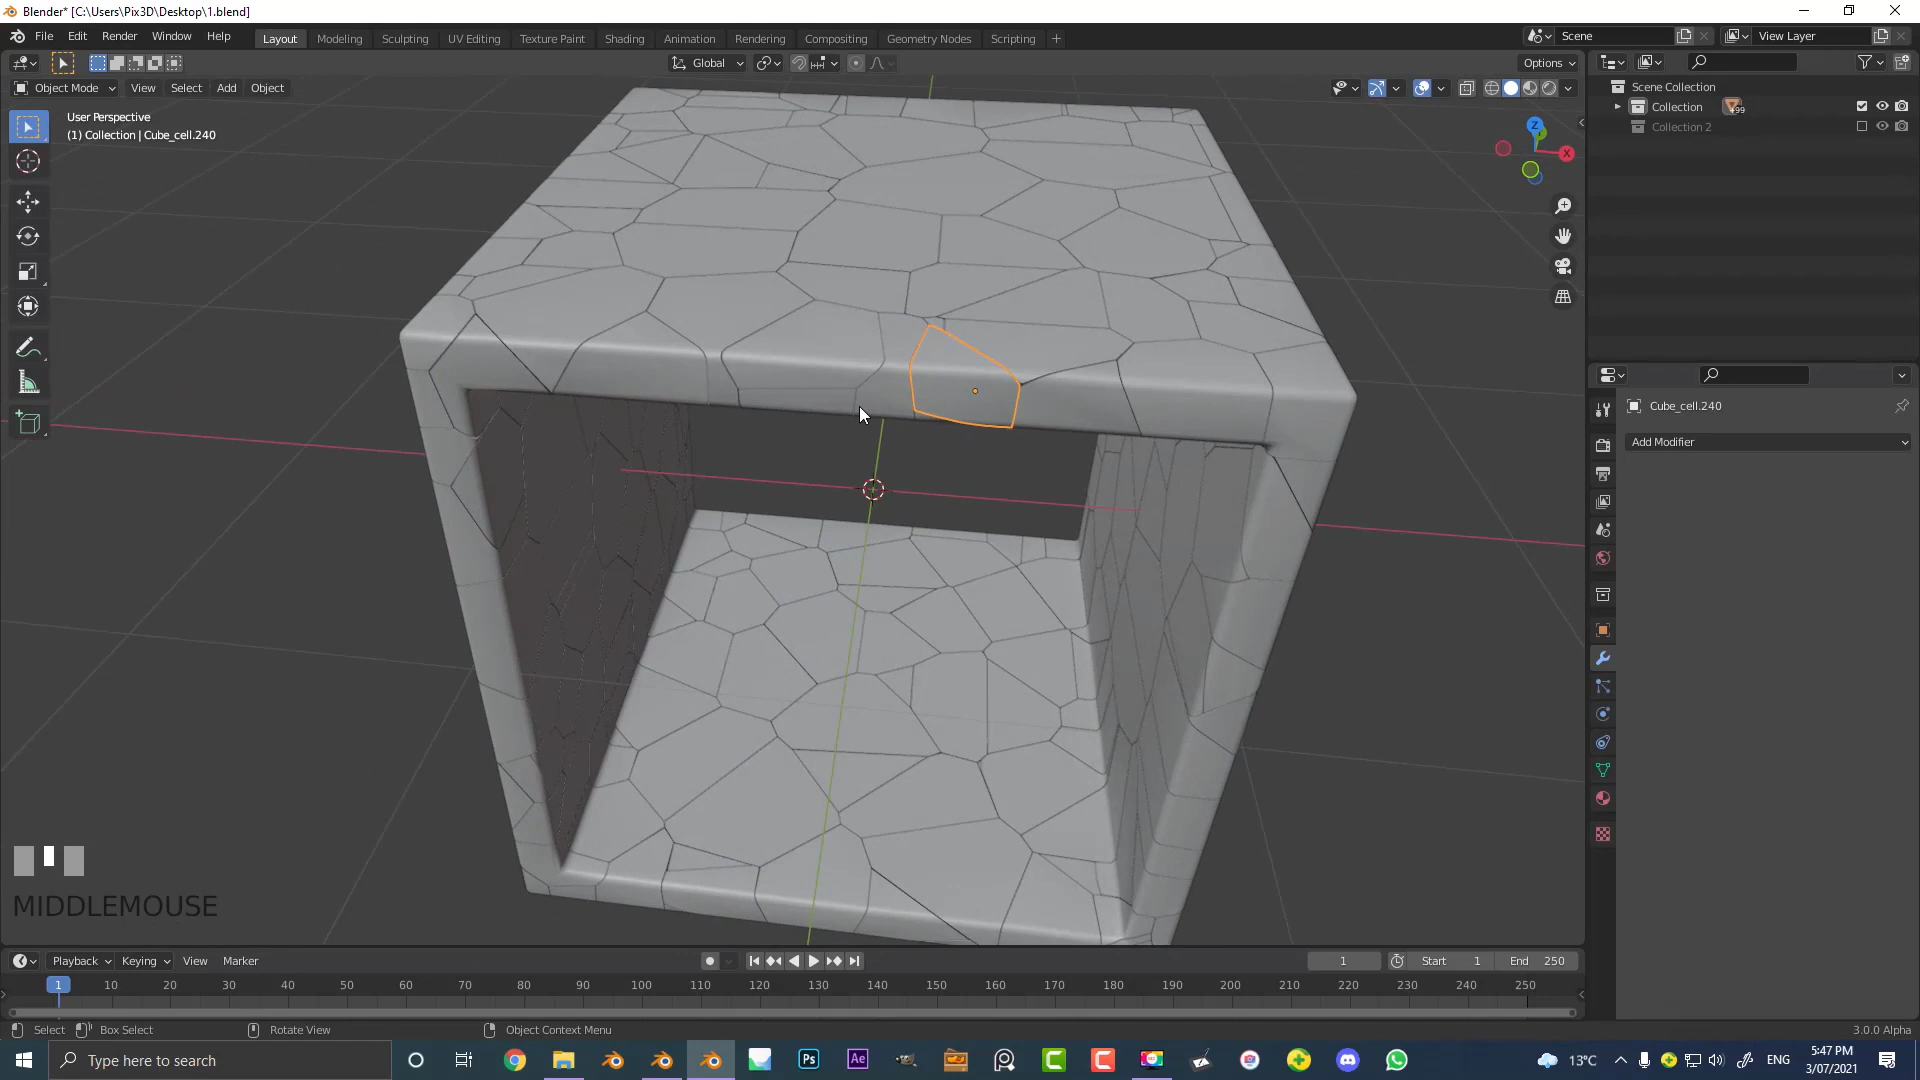 Blender* [C:\Users\Pix3D\Desktop\1.blend]
File Edit Render Window Help
Layout Modeling Sculpting UV Editing Texture Paint Shading Animation Rendering Compositing Geometry Nodes Scripting +
Scene
View Layer
Global
Options
Object Mode View Select Add Object
User Perspective
(1) Collection | Cube_cell.240
Z
X
Scene Collection
Collection
+99
Collection 2
Cube_cell.240
Add Modifier
MIDDLEMOUSE
Playback Keying View Marker
1
Start 1
End 250
1 10 20 30 40 50 60 70 80 90 100 110 120 130 140 150 160 170 180 190 200 210 220 230 240 250
Select Box Select Rotate View Object Context Menu
3.0.0 Alpha
Type here to search
Ps
Ae
13°C
ENG
5:47 PM
3/07/2021